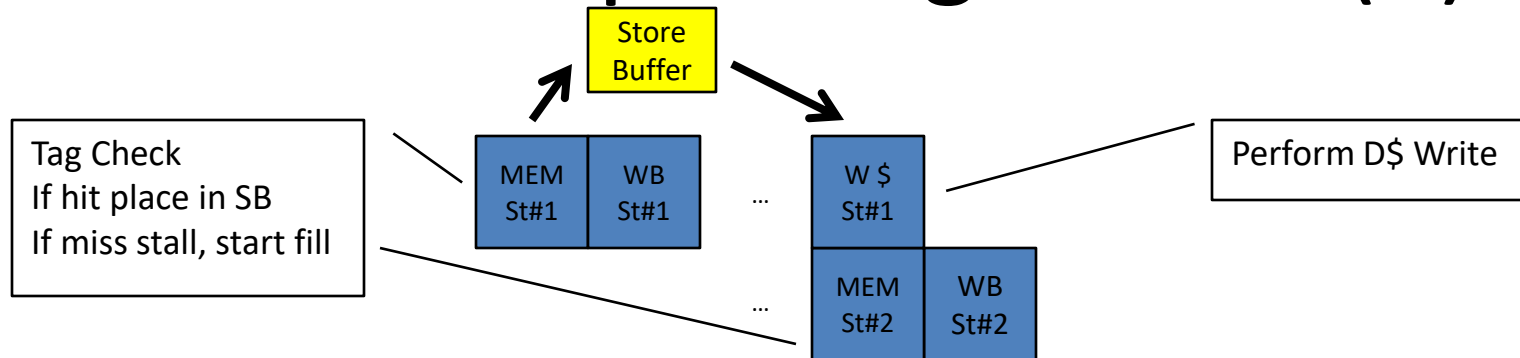 Store
Buffer
Tag Check
If hit place in SB
If miss stall, start fill
MEM
St#1
WB
St#1
...
W $
St#1
Perform D$ Write
...
MEM
St#2
WB
St#2